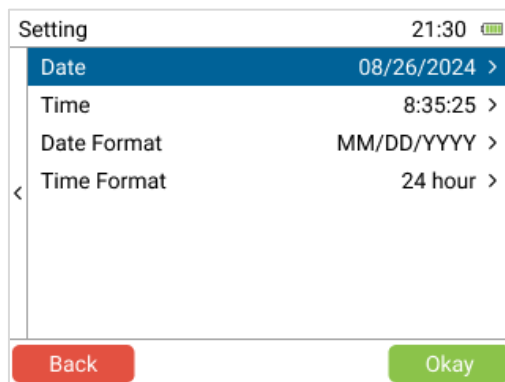 Setting 21:30
Date 08/26/2024 >
Time 8:35:25 >
Date Format MM/DD/YYYY >
Time Format 24 hour >
<
Back Okay